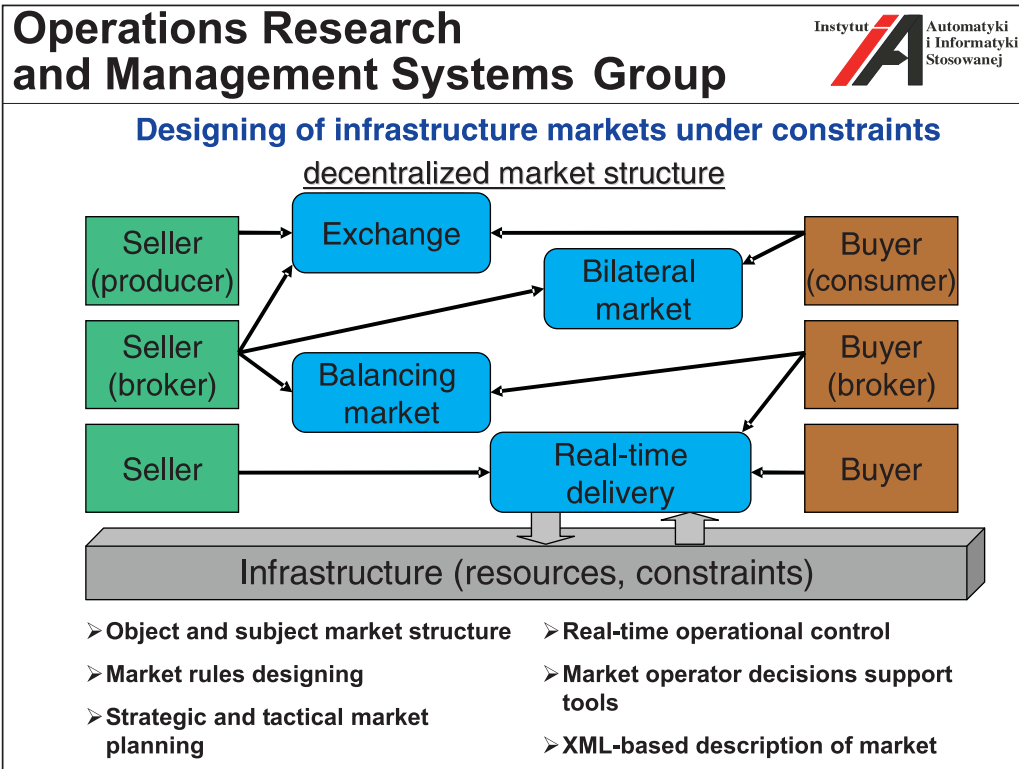 Operations Research
and Management Systems Group
Instytut
Automatyki
i Informatyki
Stosowanej
Designing of infrastructure markets under constraints
decentralized market structure
Seller
(producer)
Exchange
Buyer
(consumer)
Bilateral
market
Seller
(broker)
Balancing
market
Buyer
(broker)
Seller
Real-time
delivery
Buyer
Infrastructure (resources, constraints)
➢Object and subject market structure
➢Market rules designing
➢Strategic and tactical market
planning
➢Real-time operational control
➢Market operator decisions support
tools
➢XML-based description of market